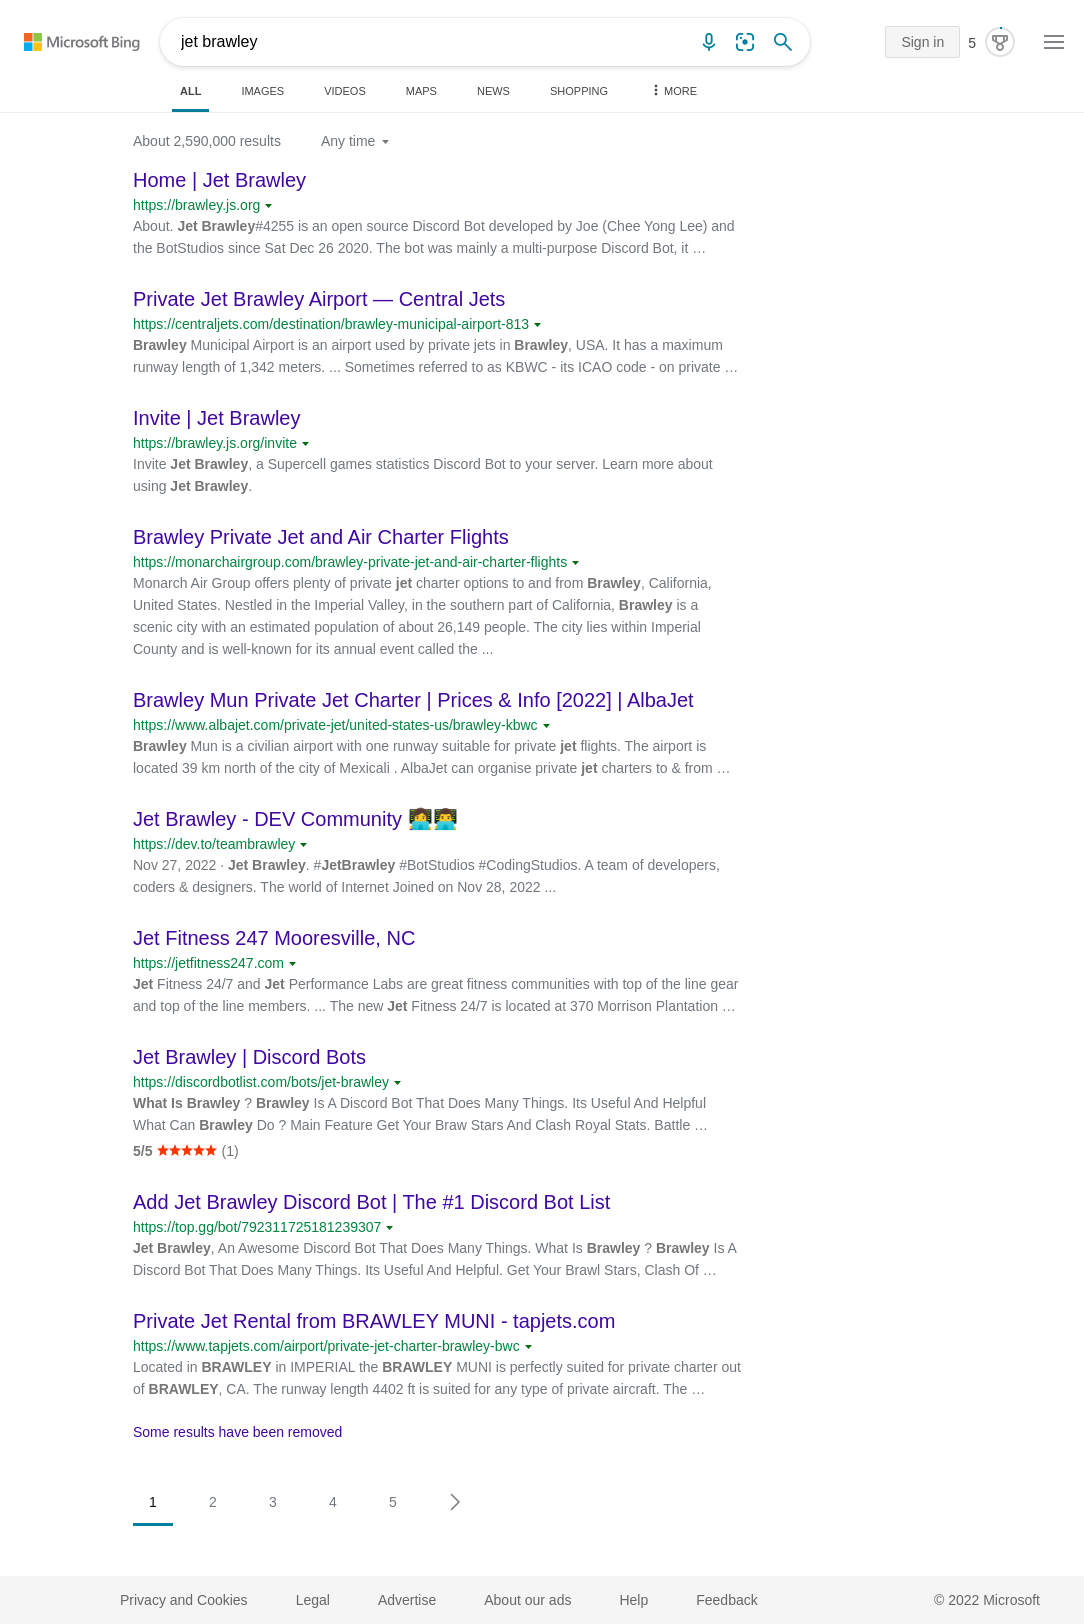 Microsoft Bing
jet brawley
Sign in
5
ALL IMAGES VIDEOS MAPS NEWS SHOPPING MORE
About 2,590,000 results Any time
Home | Jet Brawley
https://brawley.js.org
About. Jet Brawley#4255 is an open source Discord Bot developed by Joe (Chee Yong Lee) and
the BotStudios since Sat Dec 26 2020. The bot was mainly a multi-purpose Discord Bot, it …
Private Jet Brawley Airport — Central Jets
https://centraljets.com/destination/brawley-municipal-airport-813
Brawley Municipal Airport is an airport used by private jets in Brawley, USA. It has a maximum
runway length of 1,342 meters. ... Sometimes referred to as KBWC - its ICAO code - on private …
Invite | Jet Brawley
https://brawley.js.org/invite
Invite Jet Brawley, a Supercell games statistics Discord Bot to your server. Learn more about
using Jet Brawley.
Brawley Private Jet and Air Charter Flights
https://monarchairgroup.com/brawley-private-jet-and-air-charter-flights
Monarch Air Group offers plenty of private jet charter options to and from Brawley, California,
United States. Nestled in the Imperial Valley, in the southern part of California, Brawley is a
scenic city with an estimated population of about 26,149 people. The city lies within Imperial
County and is well-known for its annual event called the ...
Brawley Mun Private Jet Charter | Prices & Info [2022] | AlbaJet
https://www.albajet.com/private-jet/united-states-us/brawley-kbwc
Brawley Mun is a civilian airport with one runway suitable for private jet flights. The airport is
located 39 km north of the city of Mexicali . AlbaJet can organise private jet charters to & from …
Jet Brawley - DEV Community 👩‍💻👨‍💻
https://dev.to/teambrawley
Nov 27, 2022 · Jet Brawley. #JetBrawley #BotStudios #CodingStudios. A team of developers,
coders & designers. The world of Internet Joined on Nov 28, 2022 ...
Jet Fitness 247 Mooresville, NC
https://jetfitness247.com
Jet Fitness 24/7 and Jet Performance Labs are great fitness communities with top of the line gear
and top of the line members. ... The new Jet Fitness 24/7 is located at 370 Morrison Plantation …
Jet Brawley | Discord Bots
https://discordbotlist.com/bots/jet-brawley
What Is Brawley ? Brawley Is A Discord Bot That Does Many Things. Its Useful And Helpful
What Can Brawley Do ? Main Feature Get Your Braw Stars And Clash Royal Stats. Battle …
5/5 ★★★★★ (1)
Add Jet Brawley Discord Bot | The #1 Discord Bot List
https://top.gg/bot/792311725181239307
Jet Brawley, An Awesome Discord Bot That Does Many Things. What Is Brawley ? Brawley Is A
Discord Bot That Does Many Things. Its Useful And Helpful. Get Your Brawl Stars, Clash Of …
Private Jet Rental from BRAWLEY MUNI - tapjets.com
https://www.tapjets.com/airport/private-jet-charter-brawley-bwc
Located in BRAWLEY in IMPERIAL the BRAWLEY MUNI is perfectly suited for private charter out
of BRAWLEY, CA. The runway length 4402 ft is suited for any type of private aircraft. The …
Some results have been removed
1 2 3 4 5
Privacy and Cookies Legal Advertise About our ads Help Feedback © 2022 Microsoft